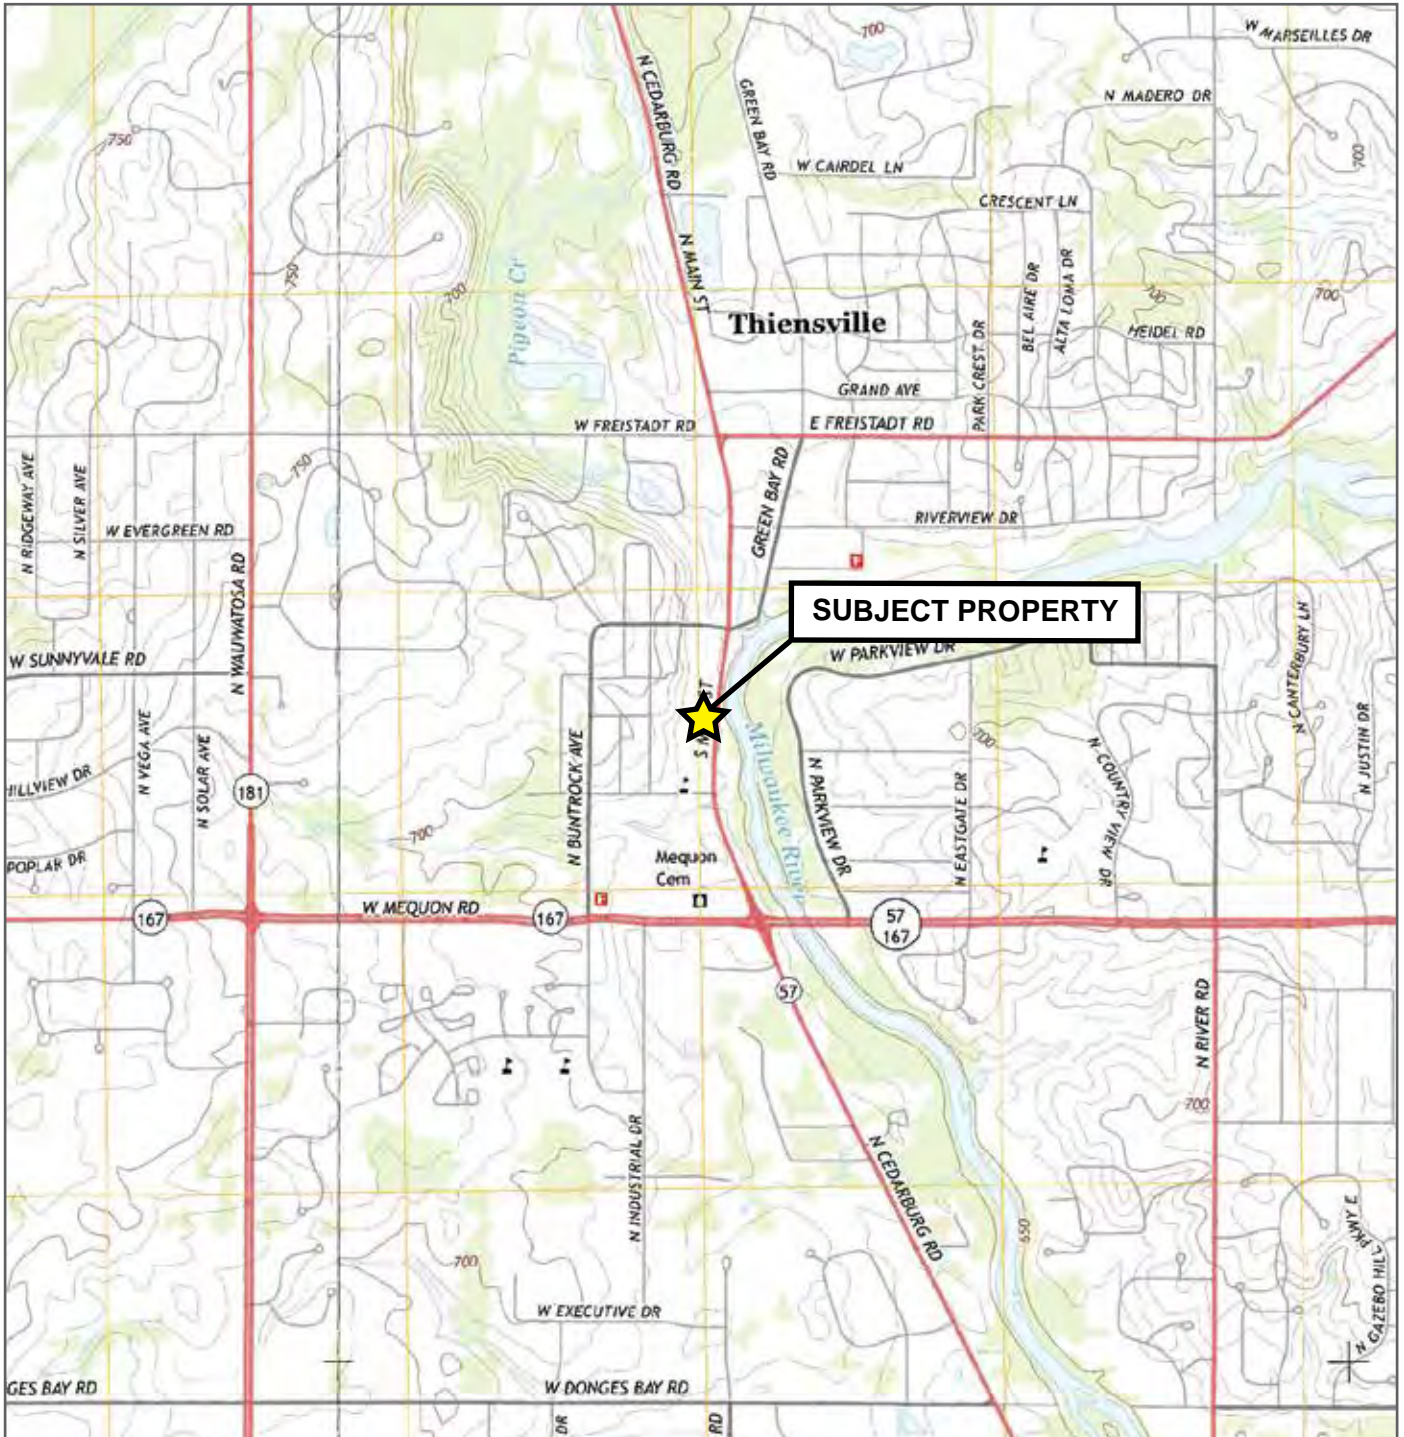 W MARSEILLES DR
700
N CEDARBURG RD
GREEN BAY RD
N MADERO DR
750
W CAIRDEL LN
700
CRESCENT LN
N MAIN ST
Pigeon Cr
750
700
BEL AIRE DR
ALTA LOMA DR
700
700
Thiensville
PARK CREST DR
HEIDEL RD
GRAND AVE
W FREISTADT RD
E FREISTADT RD
N RIDGEWAY AVE
N SILVER AVE
750
GREEN BAY RD
W EVERGREEN RD
RIVERVIEW DR
F
N WAUWATOSA RD
SUBJECT PROPERTY
W SUNNYVALE RD
W PARKVIEW DR
N CANTERBURY LN
N VEGA AVE
N SOLAR AVE
N BUNTROCK AVE
Milwaukee River
700
N COUNTRY VIEW DR
N JUSTIN DR
HILLVIEW DR
181
N PARKVIEW DR
N EASTGATE DR
700
POPLAR DR
Mequon
Cem
F
W MEQUON RD
167
167
57
167
57
N RIVER RD
700
N INDUSTRIAL DR
N CEDARBURG RD
650
700
N GAZEBO HILL PKWY E
W EXECUTIVE DR
GES BAY RD
W DONGES BAY RD
DR
RD